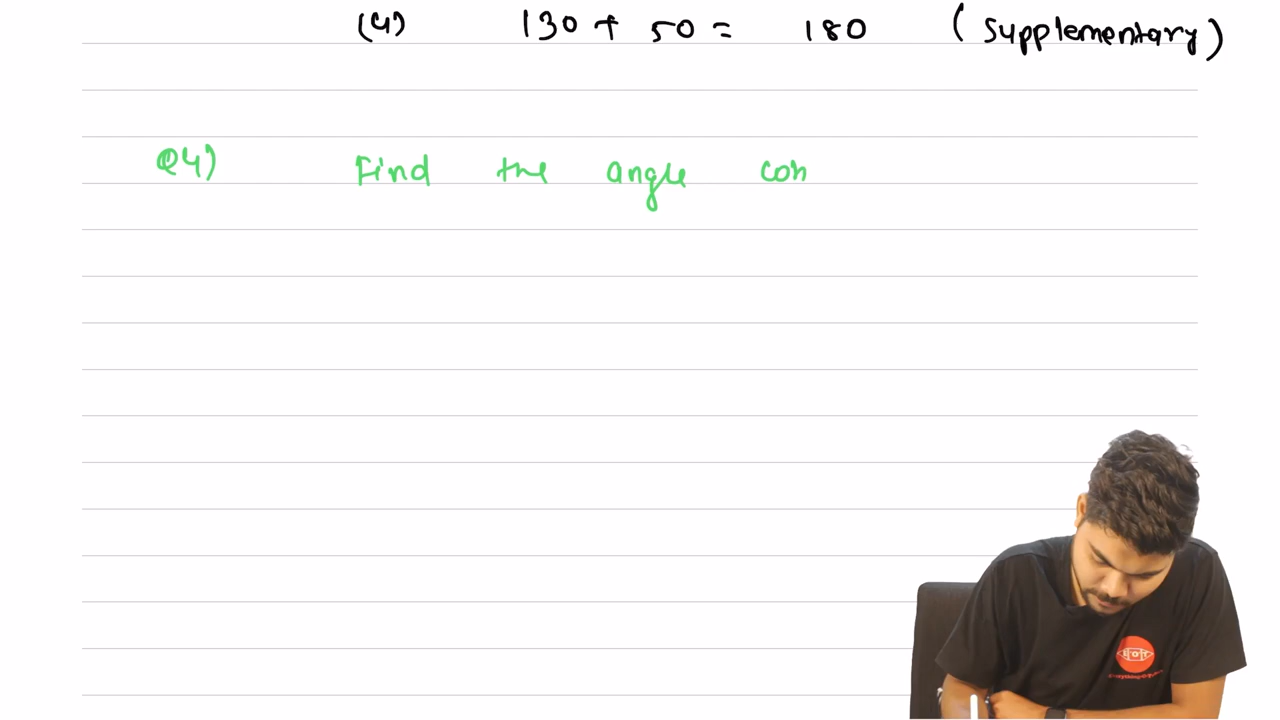 (4) 130 + 50 = 180 (supplementary)
Q4) Find the angle con